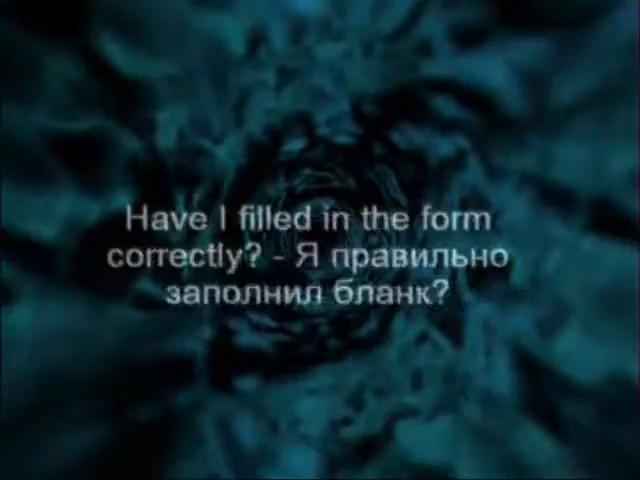 Have I filled in the form
correctly? - Я правильно
заполнил бланк?